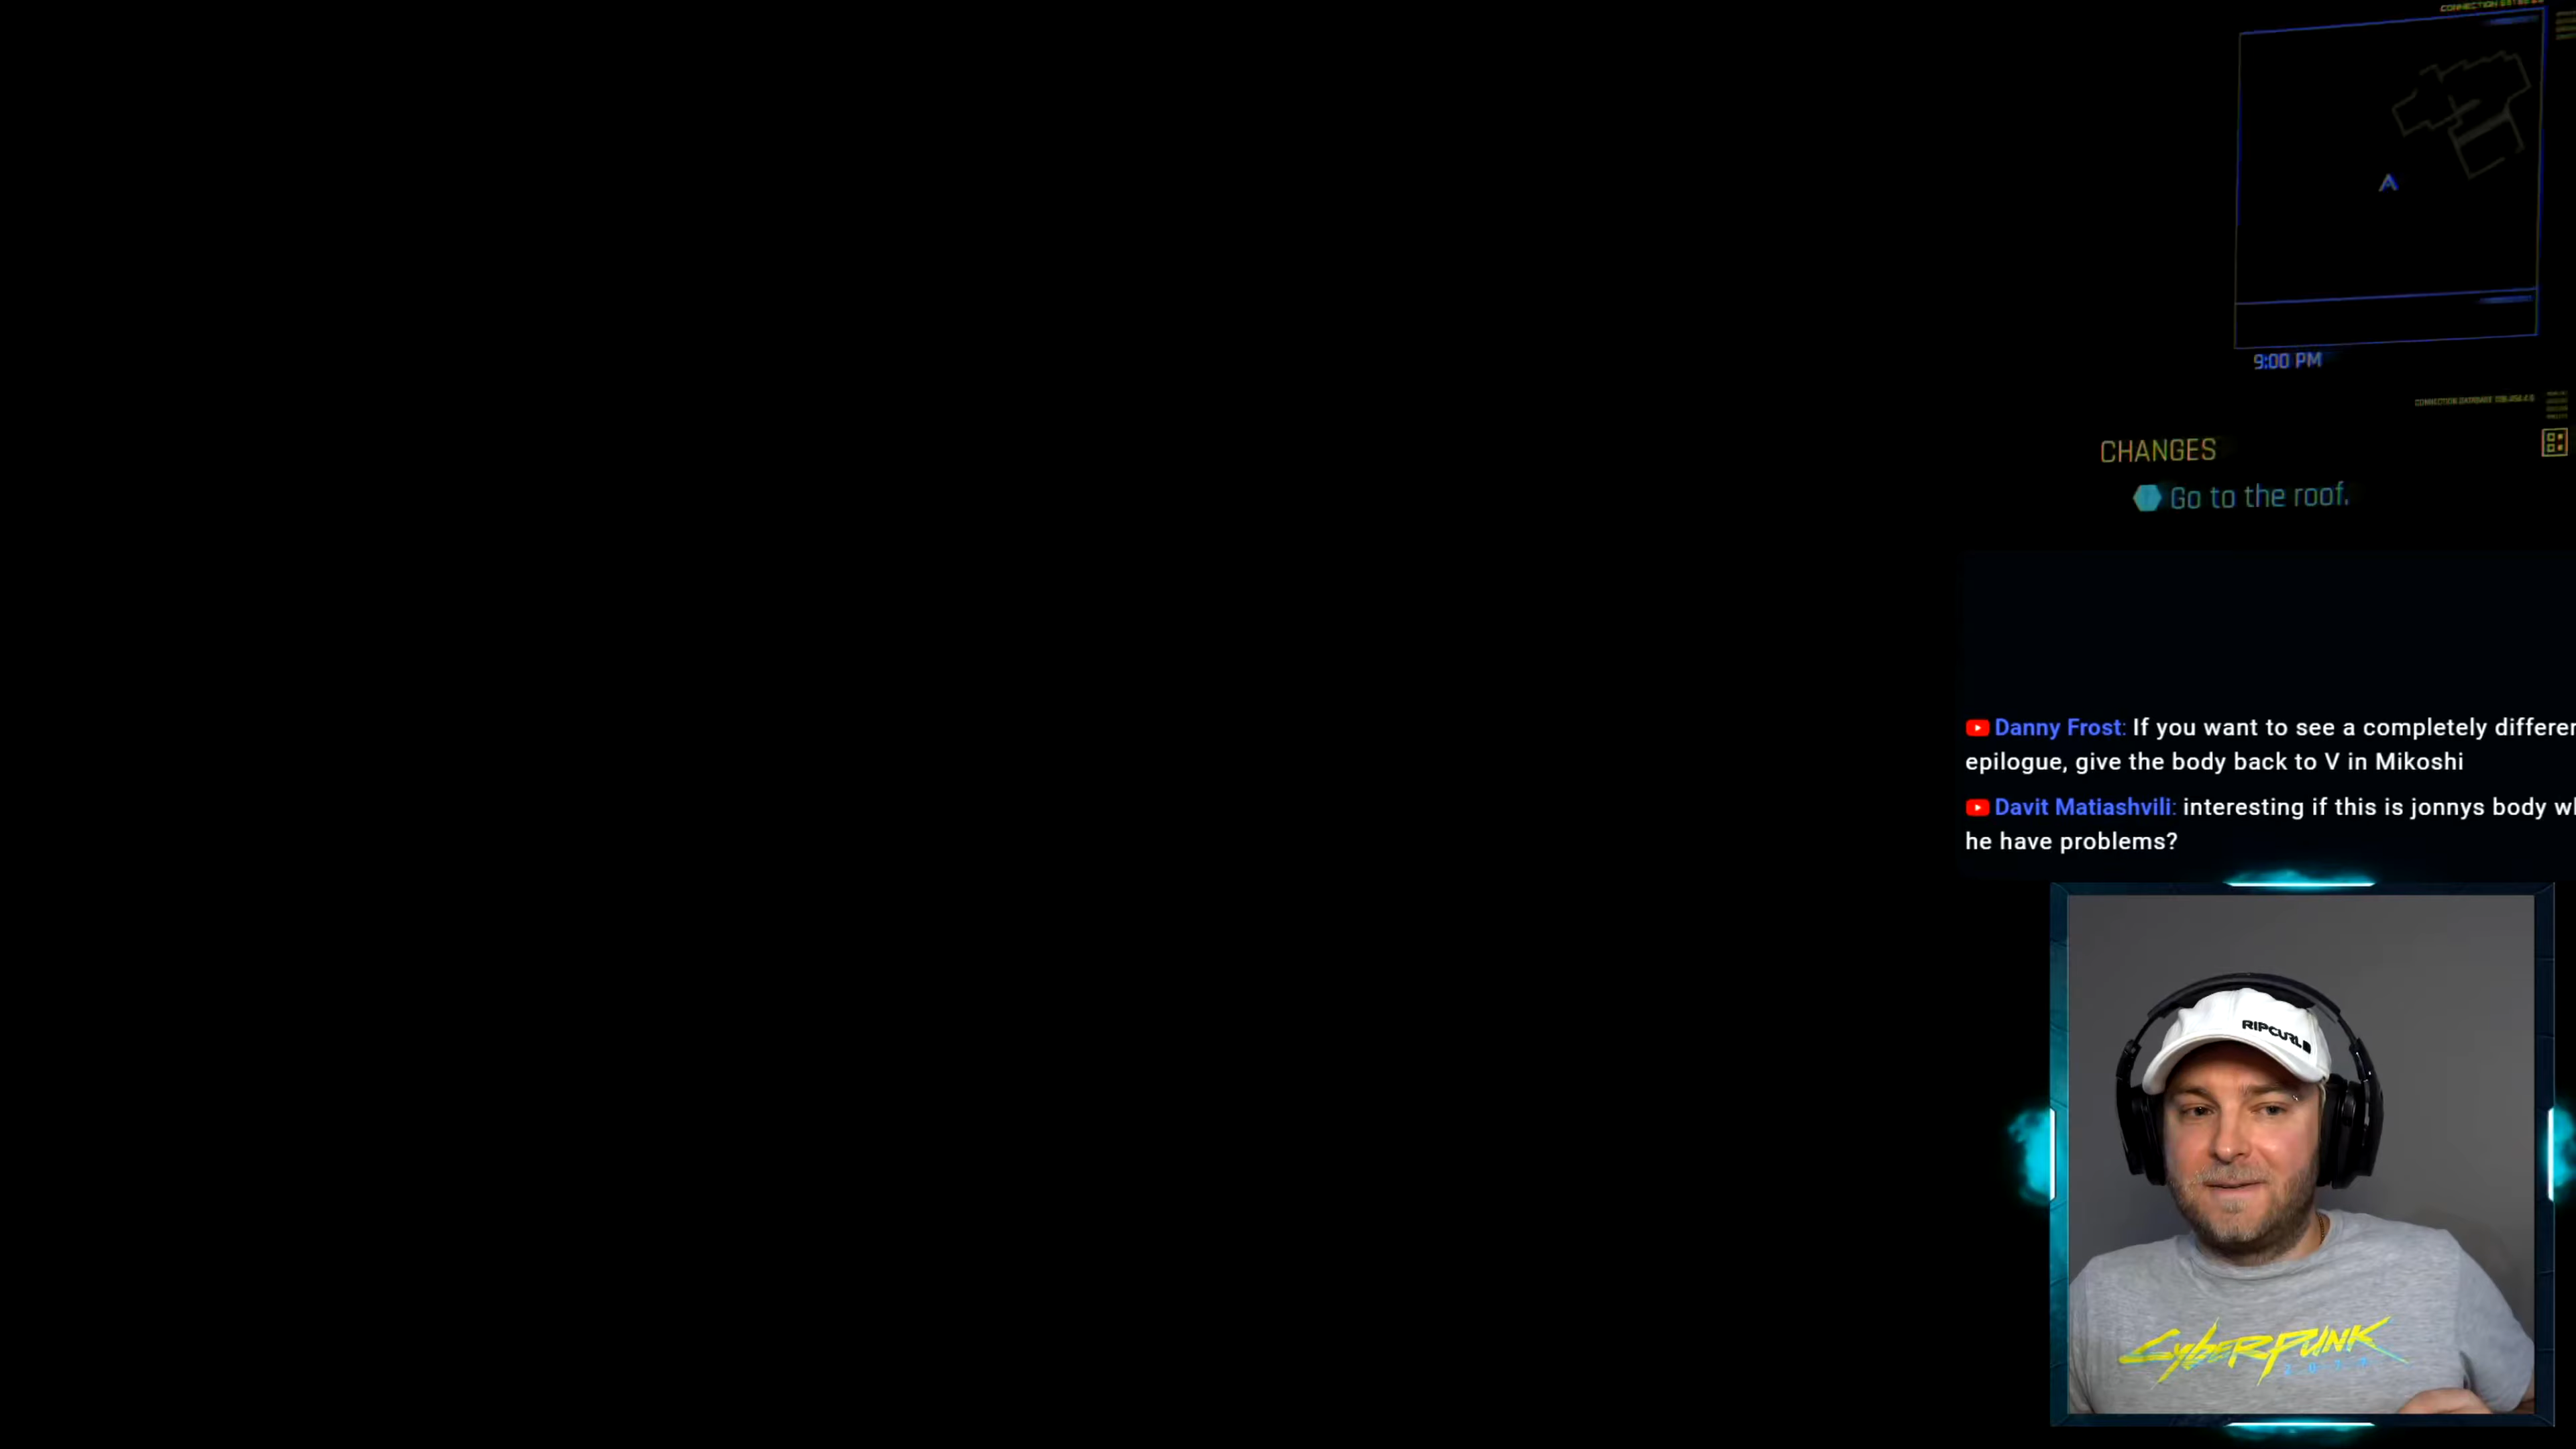 9:00 PM
CHANGES
Go to the roof.
Danny Frost: If you want to see a completely
epilogue, give the body back to V in Mikoshi
Davit Matiashvili: interesting if this is jonnys body
he have problems?
RIPCURL
CYBERPUNK